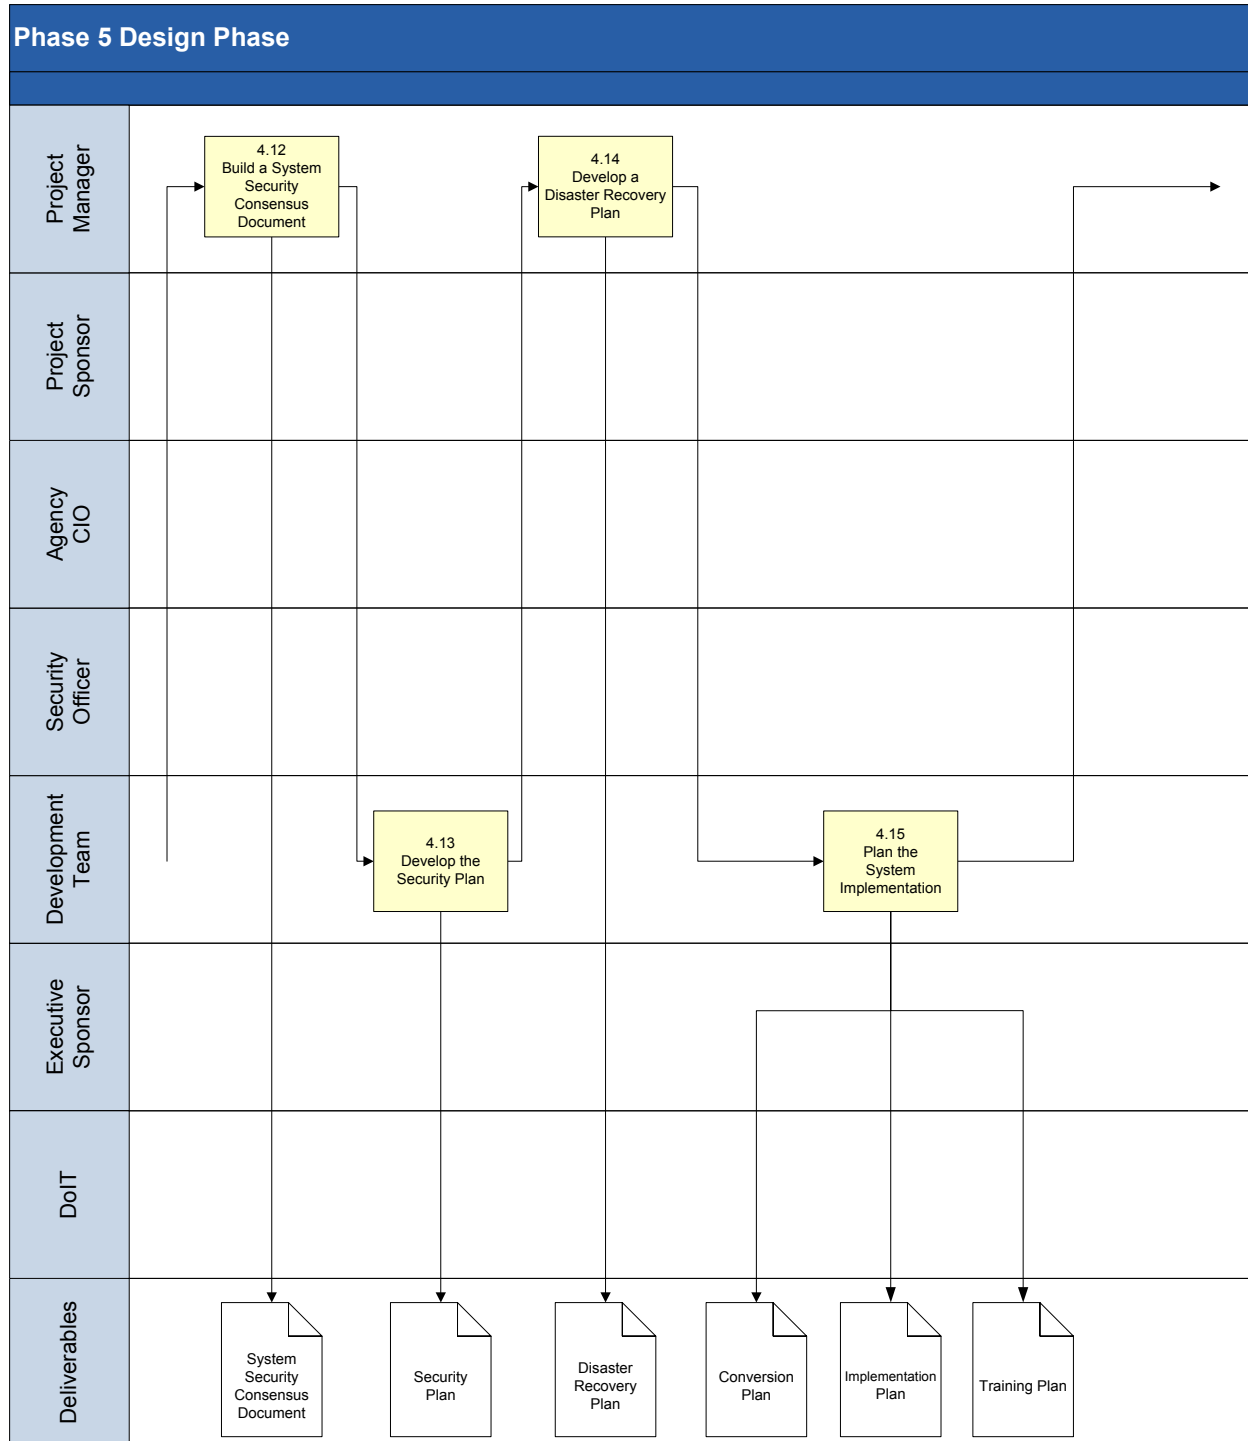 Phase 5 Design Phase
Project
Manager
4.12
Build a System
Security
Consensus
Document
4.14
Develop a
Disaster Recovery
Plan
Project
Sponsor
Agency
CIO
Security
Officer
Development
Team
4.13
Develop the
Security Plan
4.15
Plan the
System
Implementation
Executive
Sponsor
DoIT
Deliverables
System
Security
Consensus
Document
Security
Plan
Disaster
Recovery
Plan
Conversion
Plan
Implementation
Plan
Training Plan